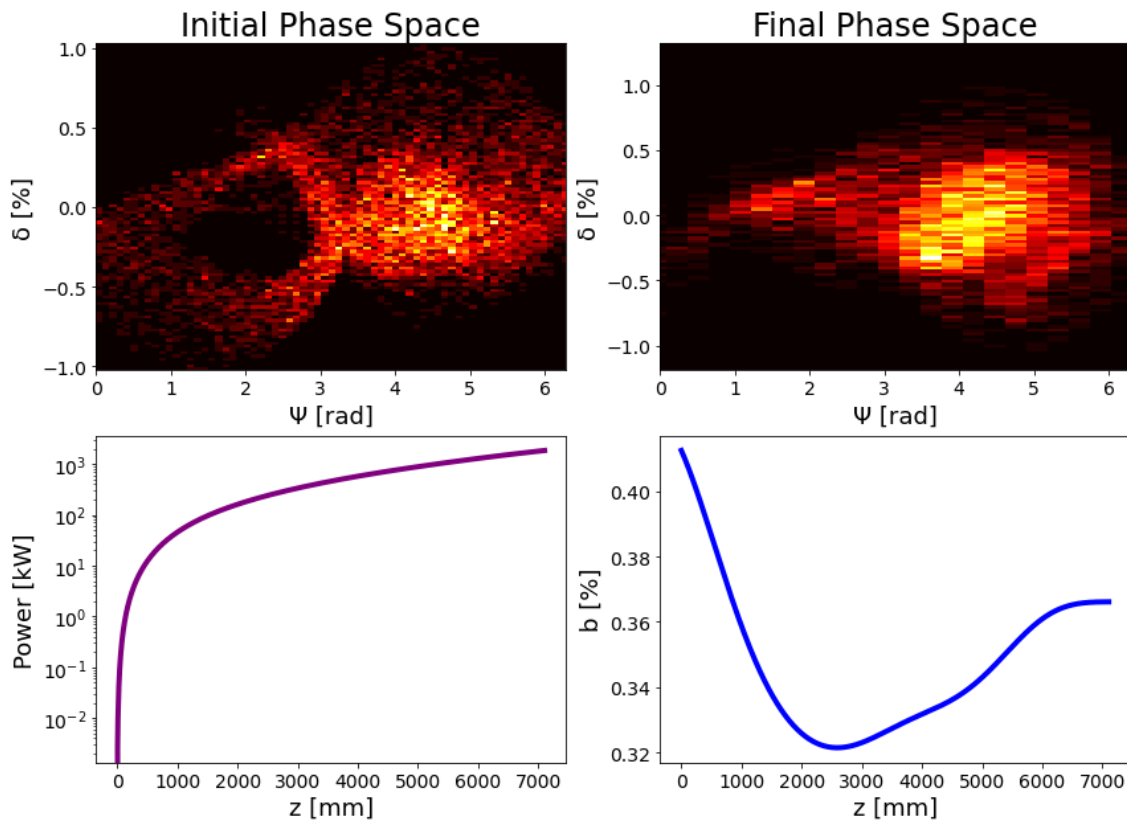 Initial Phase Space
1.0
0.5
0.0
−0.5
−1.0
δ [%]
0 1 2 3 4 5 6
Ψ [rad]
Final Phase Space
1.0
0.5
0.0
−0.5
−1.0
δ [%]
0 1 2 3 4 5 6
Ψ [rad]
10³
10²
10¹
10⁰
10⁻¹
10⁻²
Power [kW]
0 1000 2000 3000 4000 5000 6000 7000
z [mm]
0.40
0.38
0.36
0.34
0.32
b [%]
0 1000 2000 3000 4000 5000 6000 7000
z [mm]